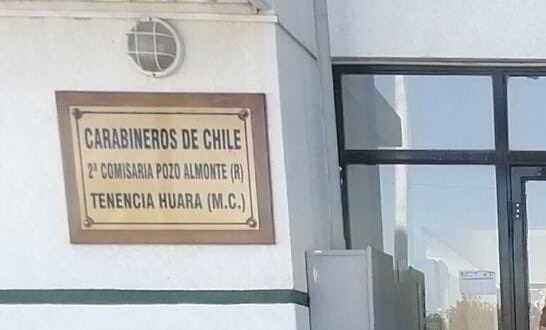 CARABINEROS DE CHILE
2ª COMISARIA POZO ALMONTE (R)
TENENCIA HUARA (M.C.)